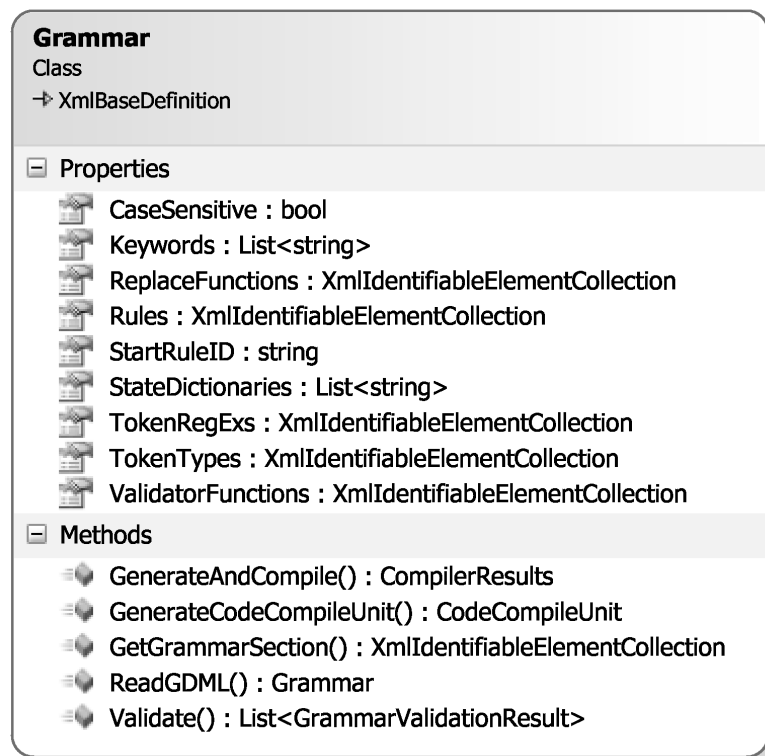 Grammar
Class
XmlBaseDefinition
Properties
CaseSensitive : bool
Keywords : List<string>
ReplaceFunctions : XmlIdentifiableElementCollection
Rules : XmlIdentifiableElementCollection
StartRuleID : string
StateDictionaries : List<string>
TokenRegExs : XmlIdentifiableElementCollection
TokenTypes : XmlIdentifiableElementCollection
ValidatorFunctions : XmlIdentifiableElementCollection
Methods
GenerateAndCompile() : CompilerResults
GenerateCodeCompileUnit() : CodeCompileUnit
GetGrammarSection() : XmlIdentifiableElementCollection
ReadGDML() : Grammar
Validate() : List<GrammarValidationResult>